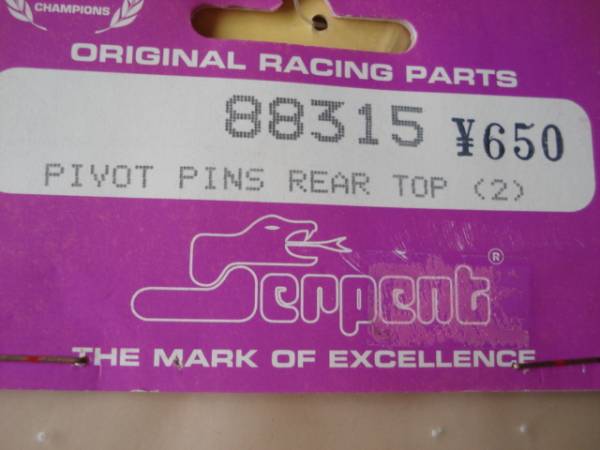 CHAMPIONS
ORIGINAL RACING PARTS
88315 ¥650
PIVOT PINS REAR TOP (2)
Serpent®
THE MARK OF EXCELLENCE